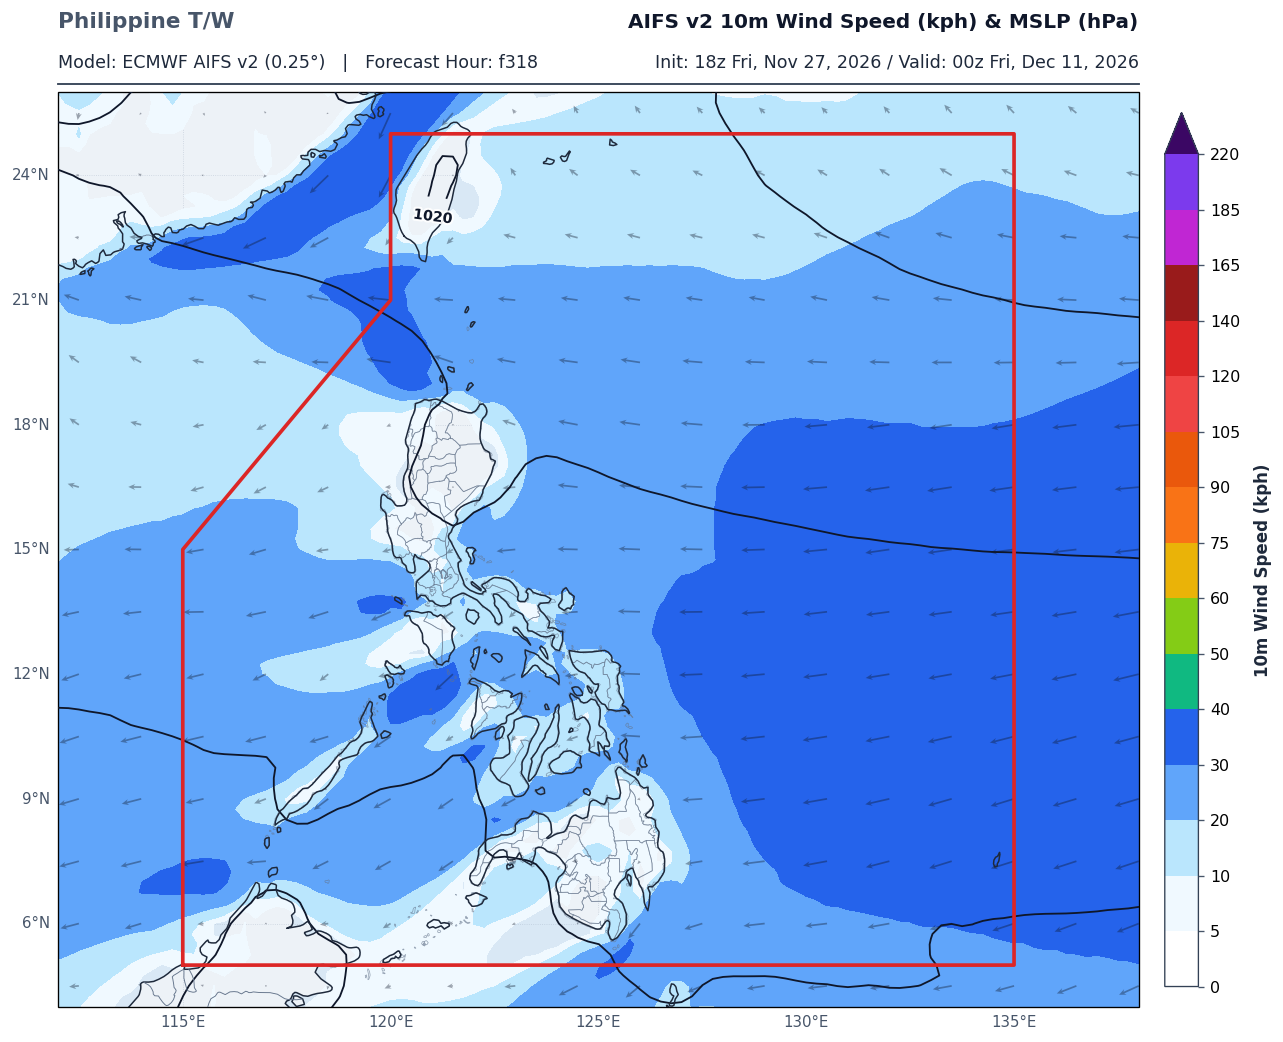 Philippine T/W
AIFS v2 10m Wind Speed (kph) & MSLP (hPa)
Model: ECMWF AIFS v2 (0.25°)   |   Forecast Hour: f318
Init: 18z Fri, Nov 27, 2026 / Valid: 00z Fri, Dec 11, 2026
24°N
21°N
18°N
15°N
12°N
9°N
6°N
1020
115°E
120°E
125°E
130°E
135°E
220
185
165
140
120
105
90
75
60
50
40
30
20
10
5
0
10m Wind Speed (kph)